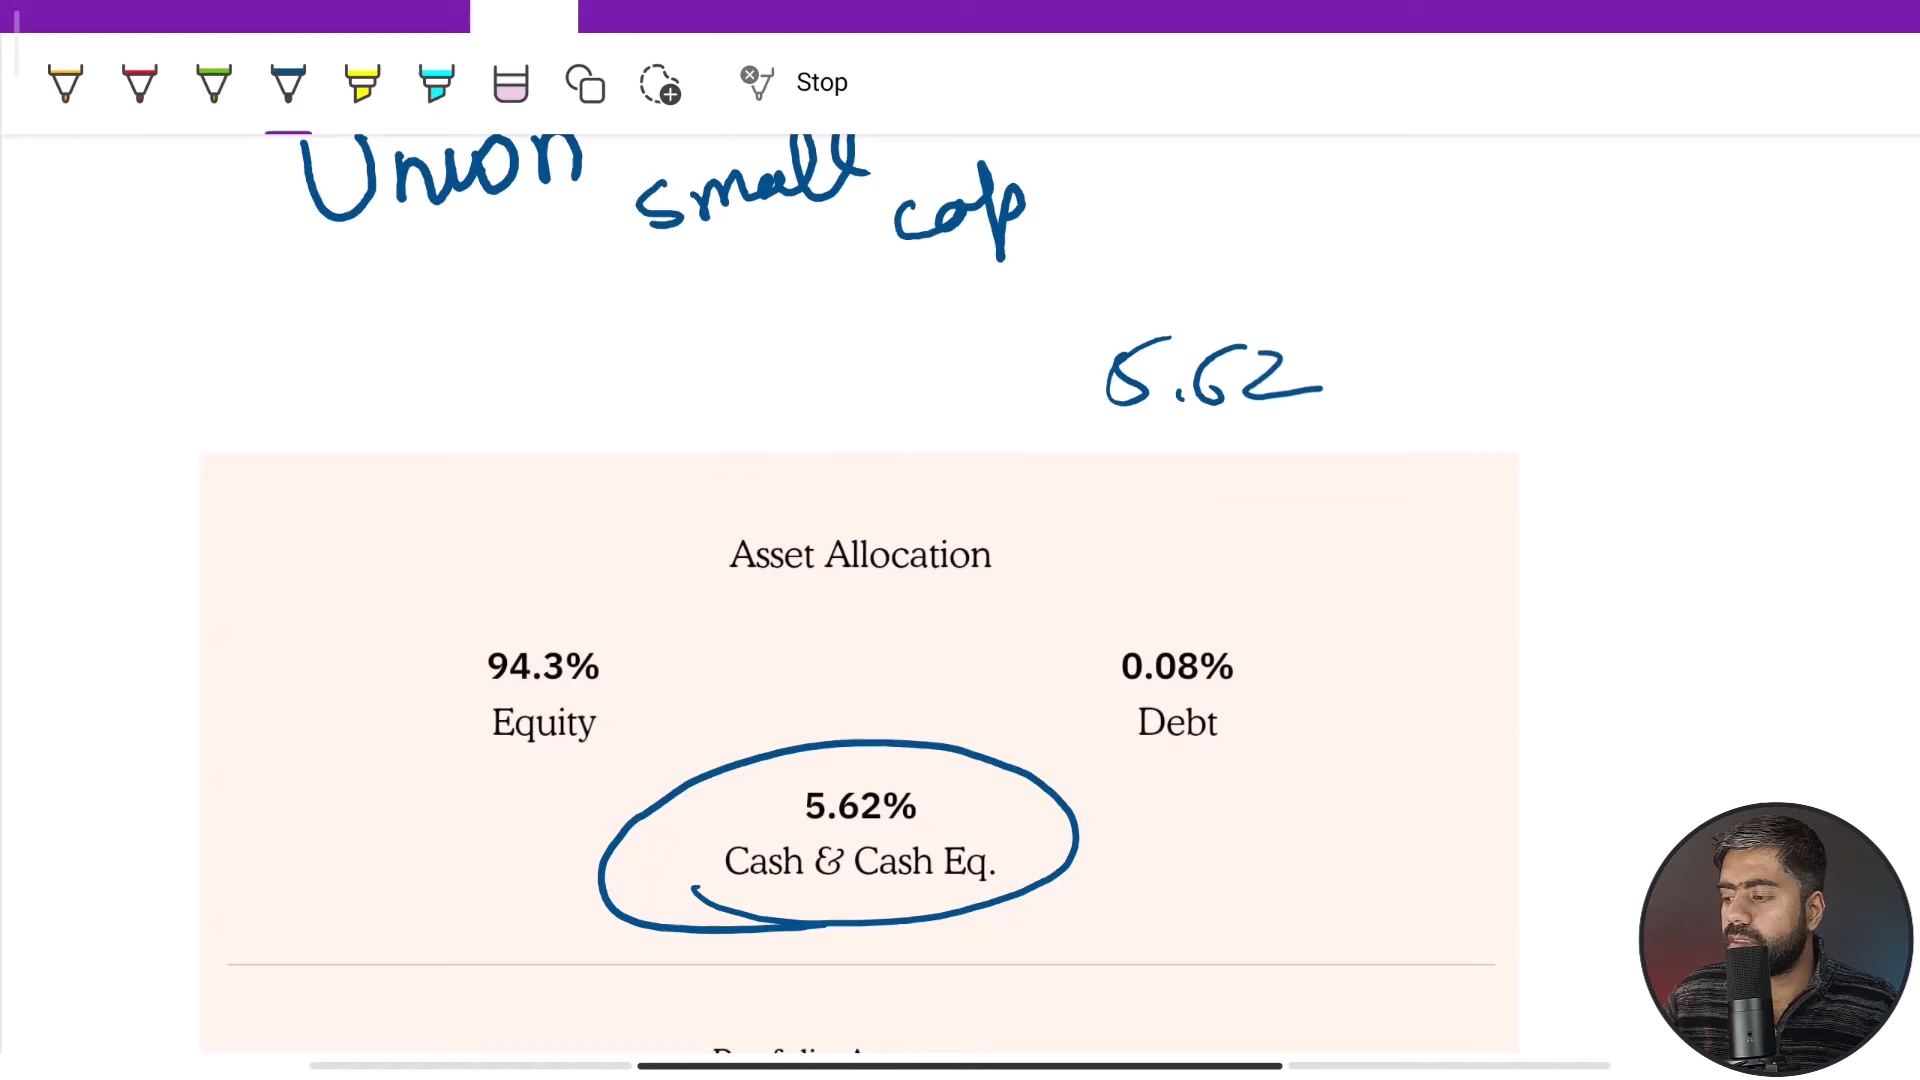 Stop
Union small cap
5.62
Asset Allocation
94.3%
Equity
0.08%
Debt
5.62%
Cash & Cash Eq.